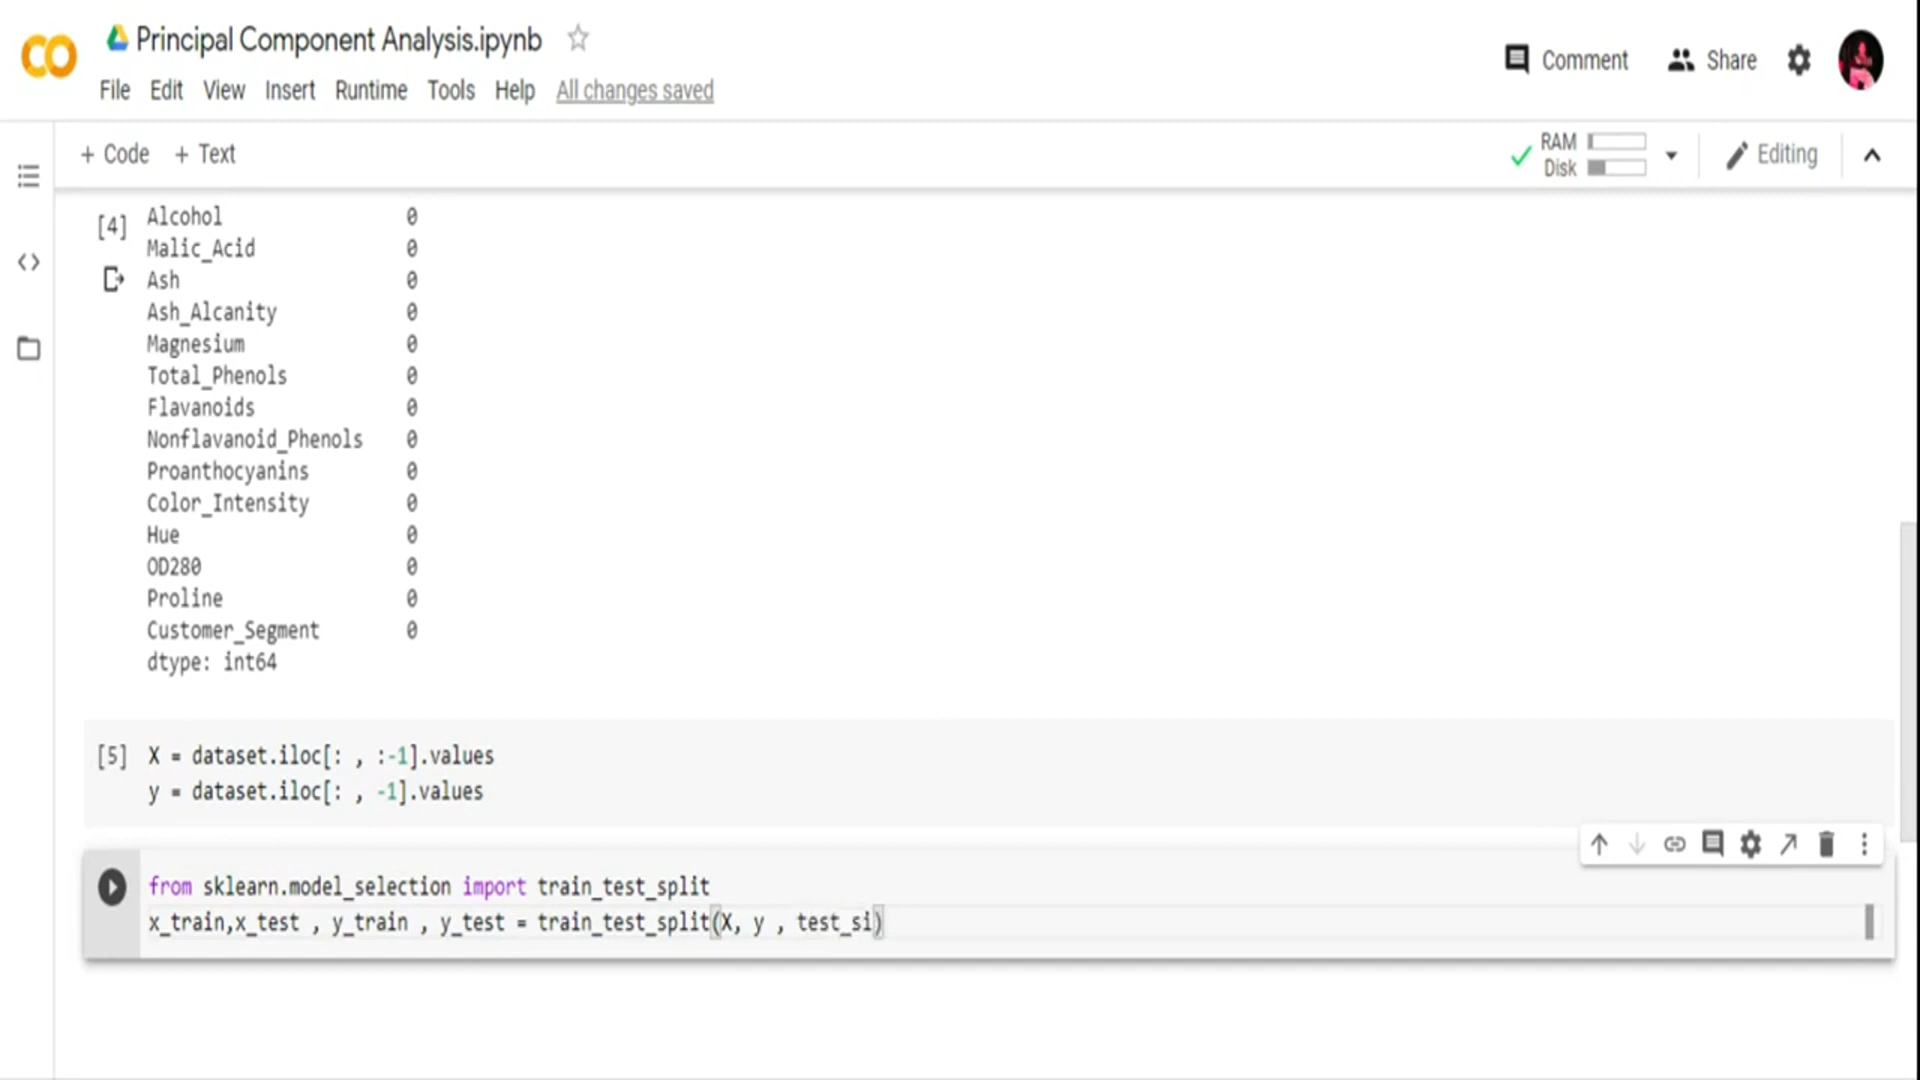 Principal Component Analysis.ipynb
File Edit View Insert Runtime Tools Help All changes saved
Comment Share
+ Code + Text
RAM
Disk
Editing
[4] Alcohol 0
Malic_Acid 0
Ash 0
Ash_Alcanity 0
Magnesium 0
Total_Phenols 0
Flavanoids 0
Nonflavanoid_Phenols 0
Proanthocyanins 0
Color_Intensity 0
Hue 0
OD280 0
Proline 0
Customer_Segment 0
dtype: int64
[5] X = dataset.iloc[: , :-1].values
y = dataset.iloc[: , -1].values
from sklearn.model_selection import train_test_split
x_train,x_test , y_train , y_test = train_test_split(X, y , test_si)